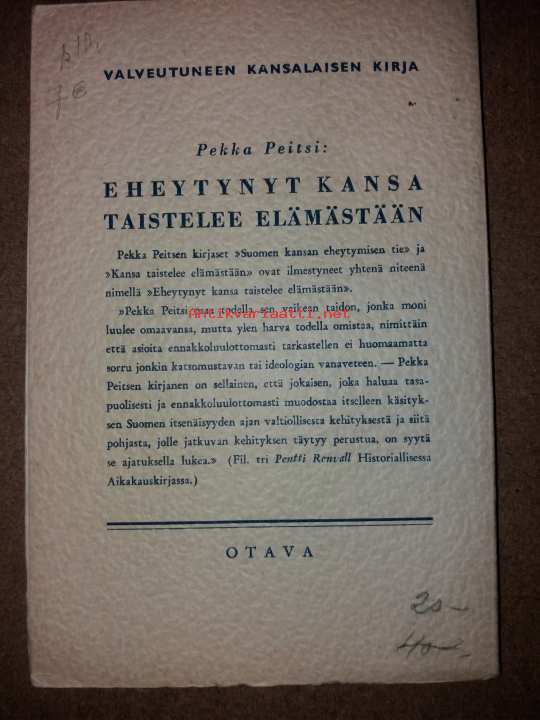 p 10,
7 €
VALVEUTUNEEN KANSALAISEN KIRJA
Pekka Peitsi:
EHEYTYNYT KANSA
TAISTELEE ELÄMÄSTÄÄN
Pekka Peitsen kirjaset »Suomen kansan eheytymisen tie» ja
»Kansa taistelee elämästään» ovat ilmestyneet yhtenä niteenä
nimellä »Eheytynyt kansa taistelee elämästään».
»Pekka Peitsi osaa todella sen vaikean taidon, jonka moni
antikvariaatti.net
luulee omaavansa, mutta ylen harva todella omistaa, nimittäin
että asioita ennakkoluulottomasti tarkastellen ei huomaamatta
sorru jonkin katsomustavan tai ideologian vanaveteen. — Pekka
Peitsen kirjanen on sellainen, että jokaisen, joka haluaa tasa-
puolisesti ja ennakkoluulottomasti muodostaa itselleen käsityk-
sen Suomen itsenäisyyden ajan valtiollisesta kehityksestä ja siitä
pohjasta, jolle jatkuvan kehityksen täytyy perustua, on syytä
se ajatuksella lukea.» (Fil. tri Pentti Renvall Historiallisessa
Aikakauskirjassa.)
OTAVA
20—
40—